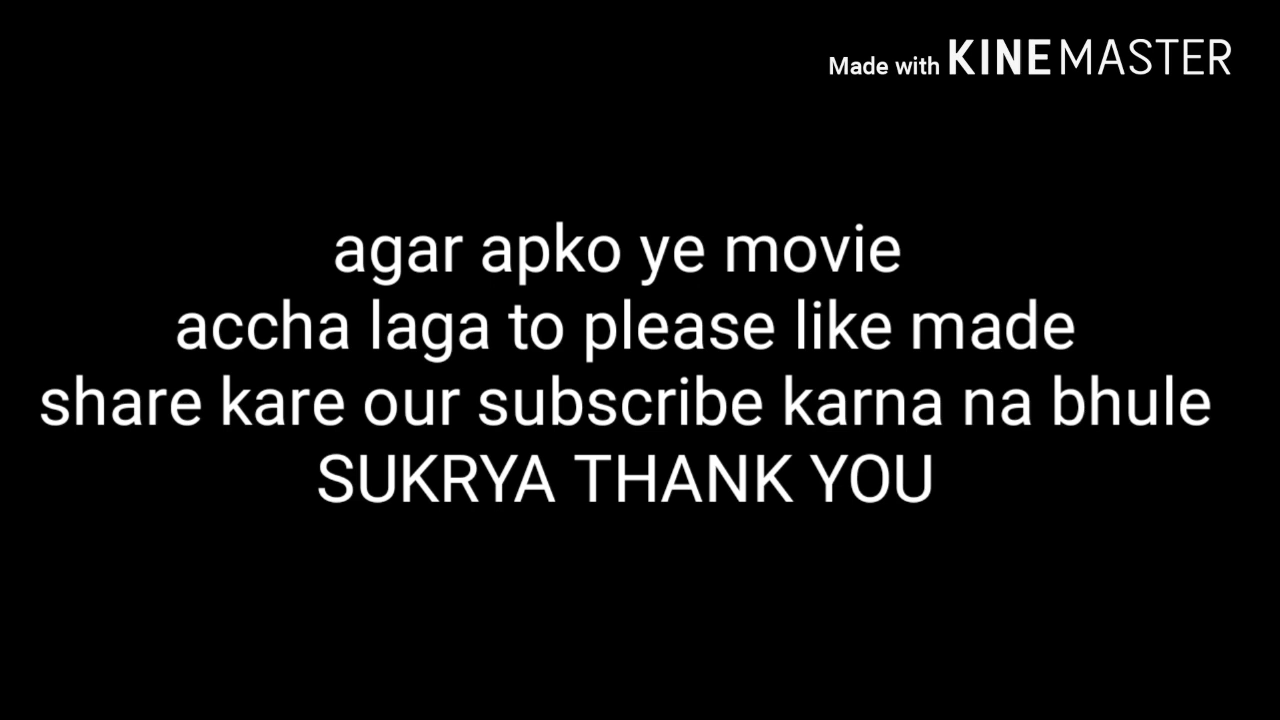 Made with KINEMASTER
agar apko ye movie
accha laga to please like made
share kare our subscribe karna na bhule
SUKRYA THANK YOU